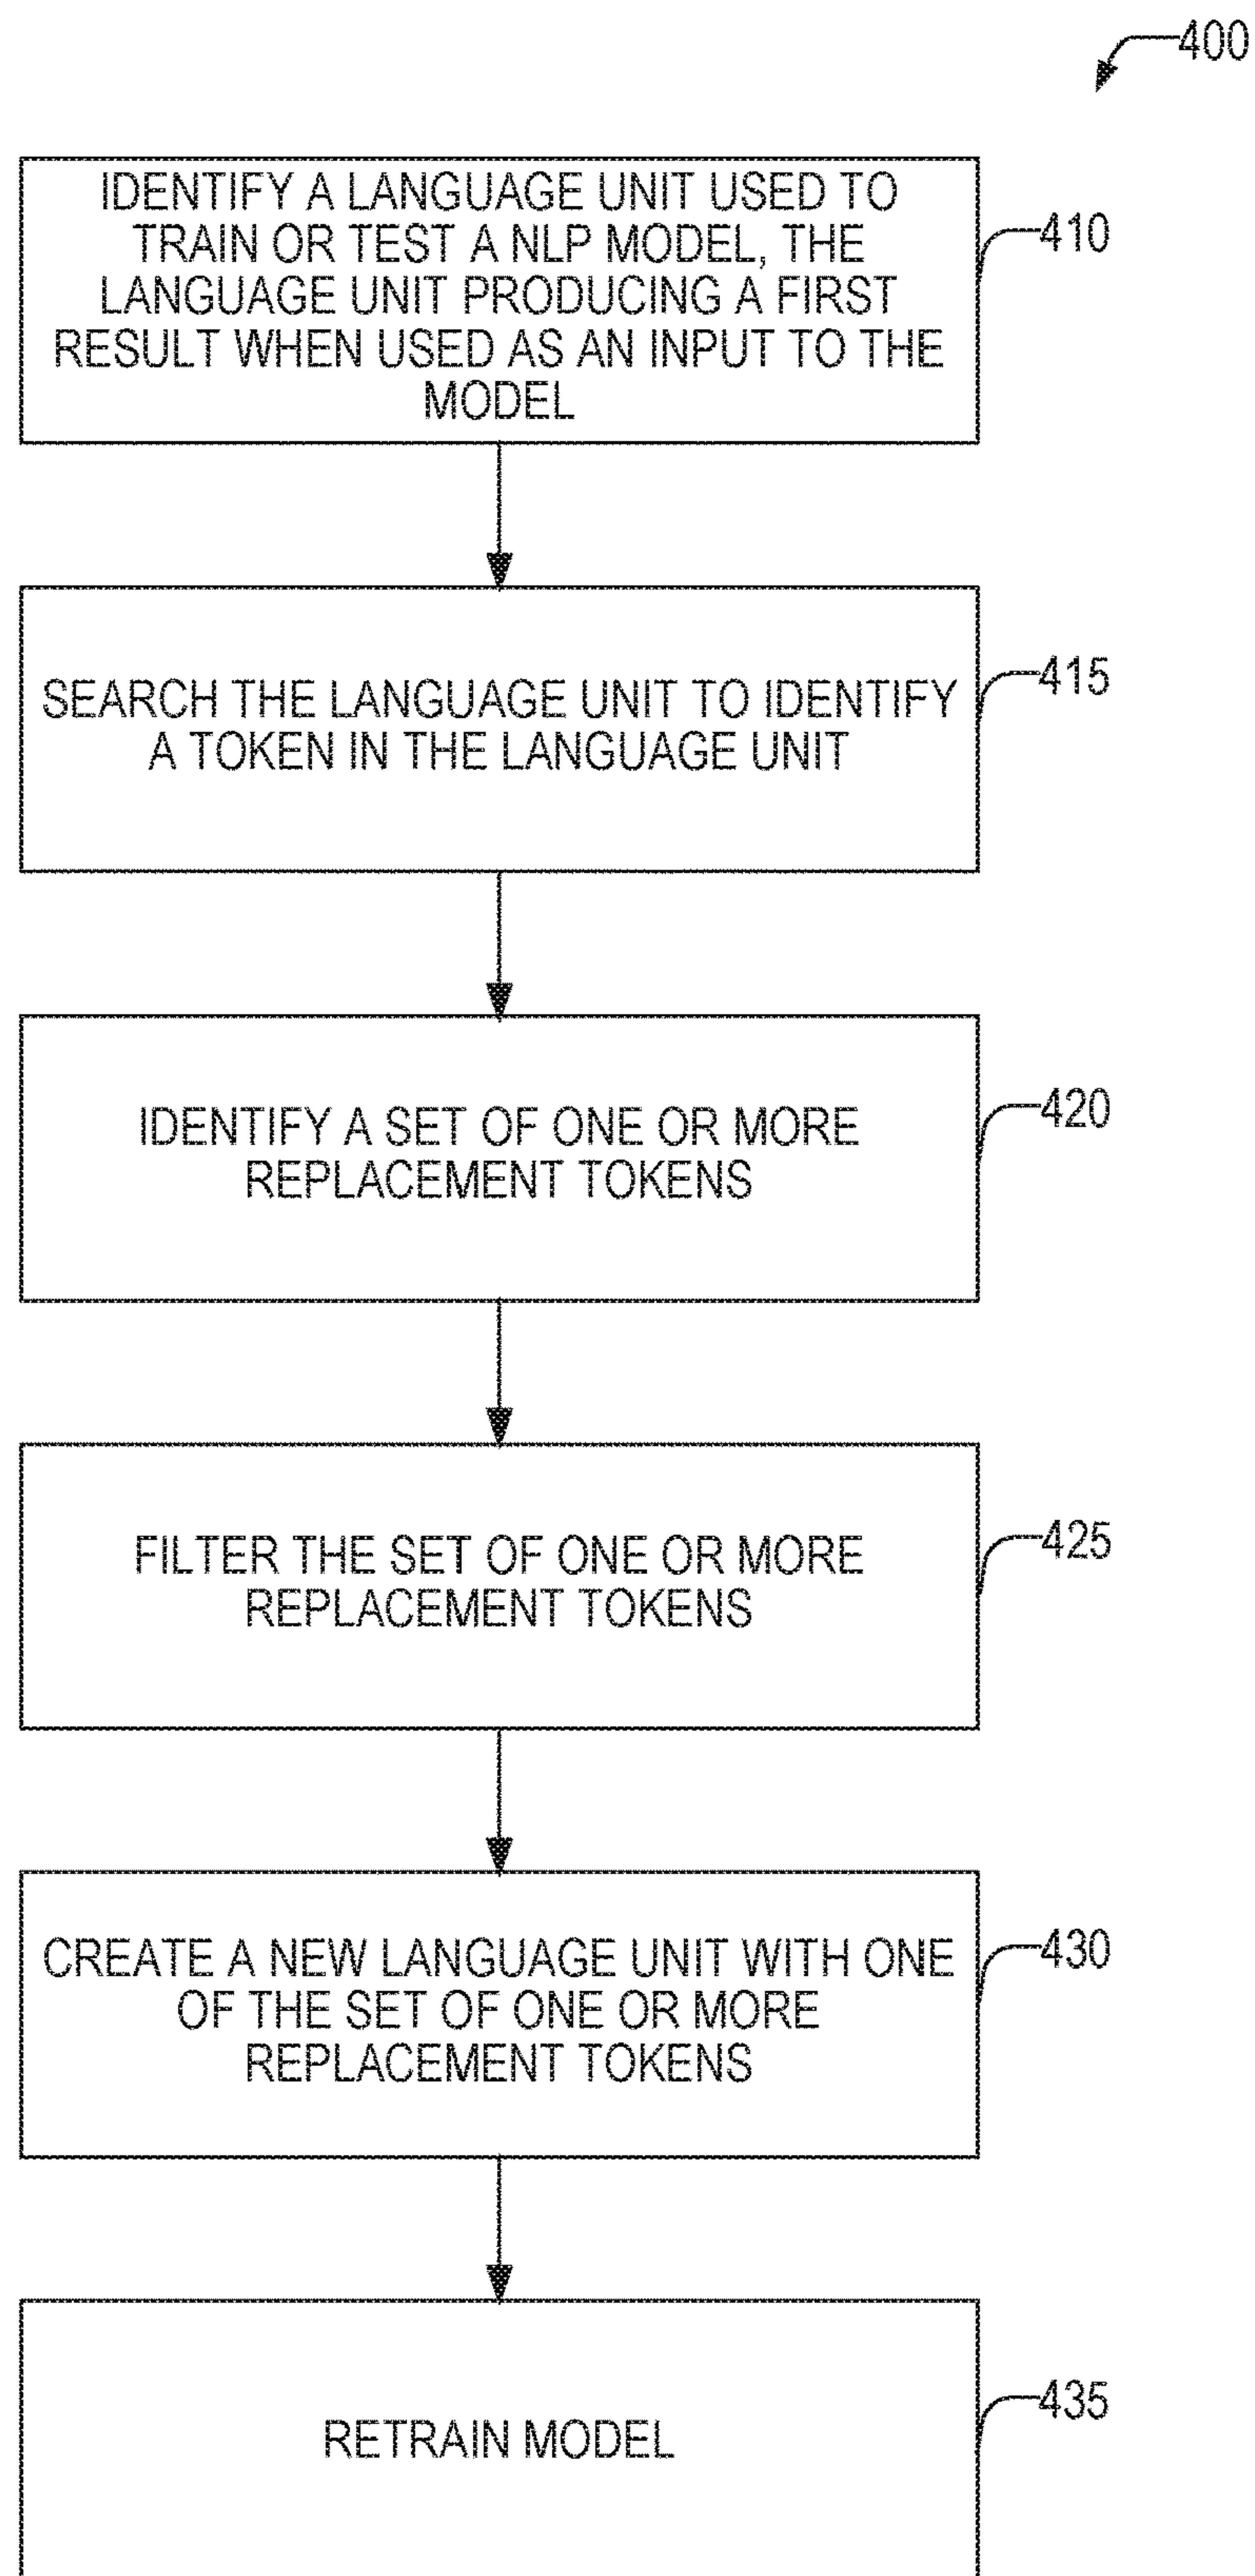 400
IDENTIFY A LANGUAGE UNIT USED TO
TRAIN OR TEST A NLP MODEL, THE
LANGUAGE UNIT PRODUCING A FIRST
RESULT WHEN USED AS AN INPUT TO THE
MODEL
410
SEARCH THE LANGUAGE UNIT TO IDENTIFY
A TOKEN IN THE LANGUAGE UNIT
415
IDENTIFY A SET OF ONE OR MORE
REPLACEMENT TOKENS
420
FILTER THE SET OF ONE OR MORE
REPLACEMENT TOKENS
425
CREATE A NEW LANGUAGE UNIT WITH ONE
OF THE SET OF ONE OR MORE
REPLACEMENT TOKENS
430
RETRAIN MODEL
435